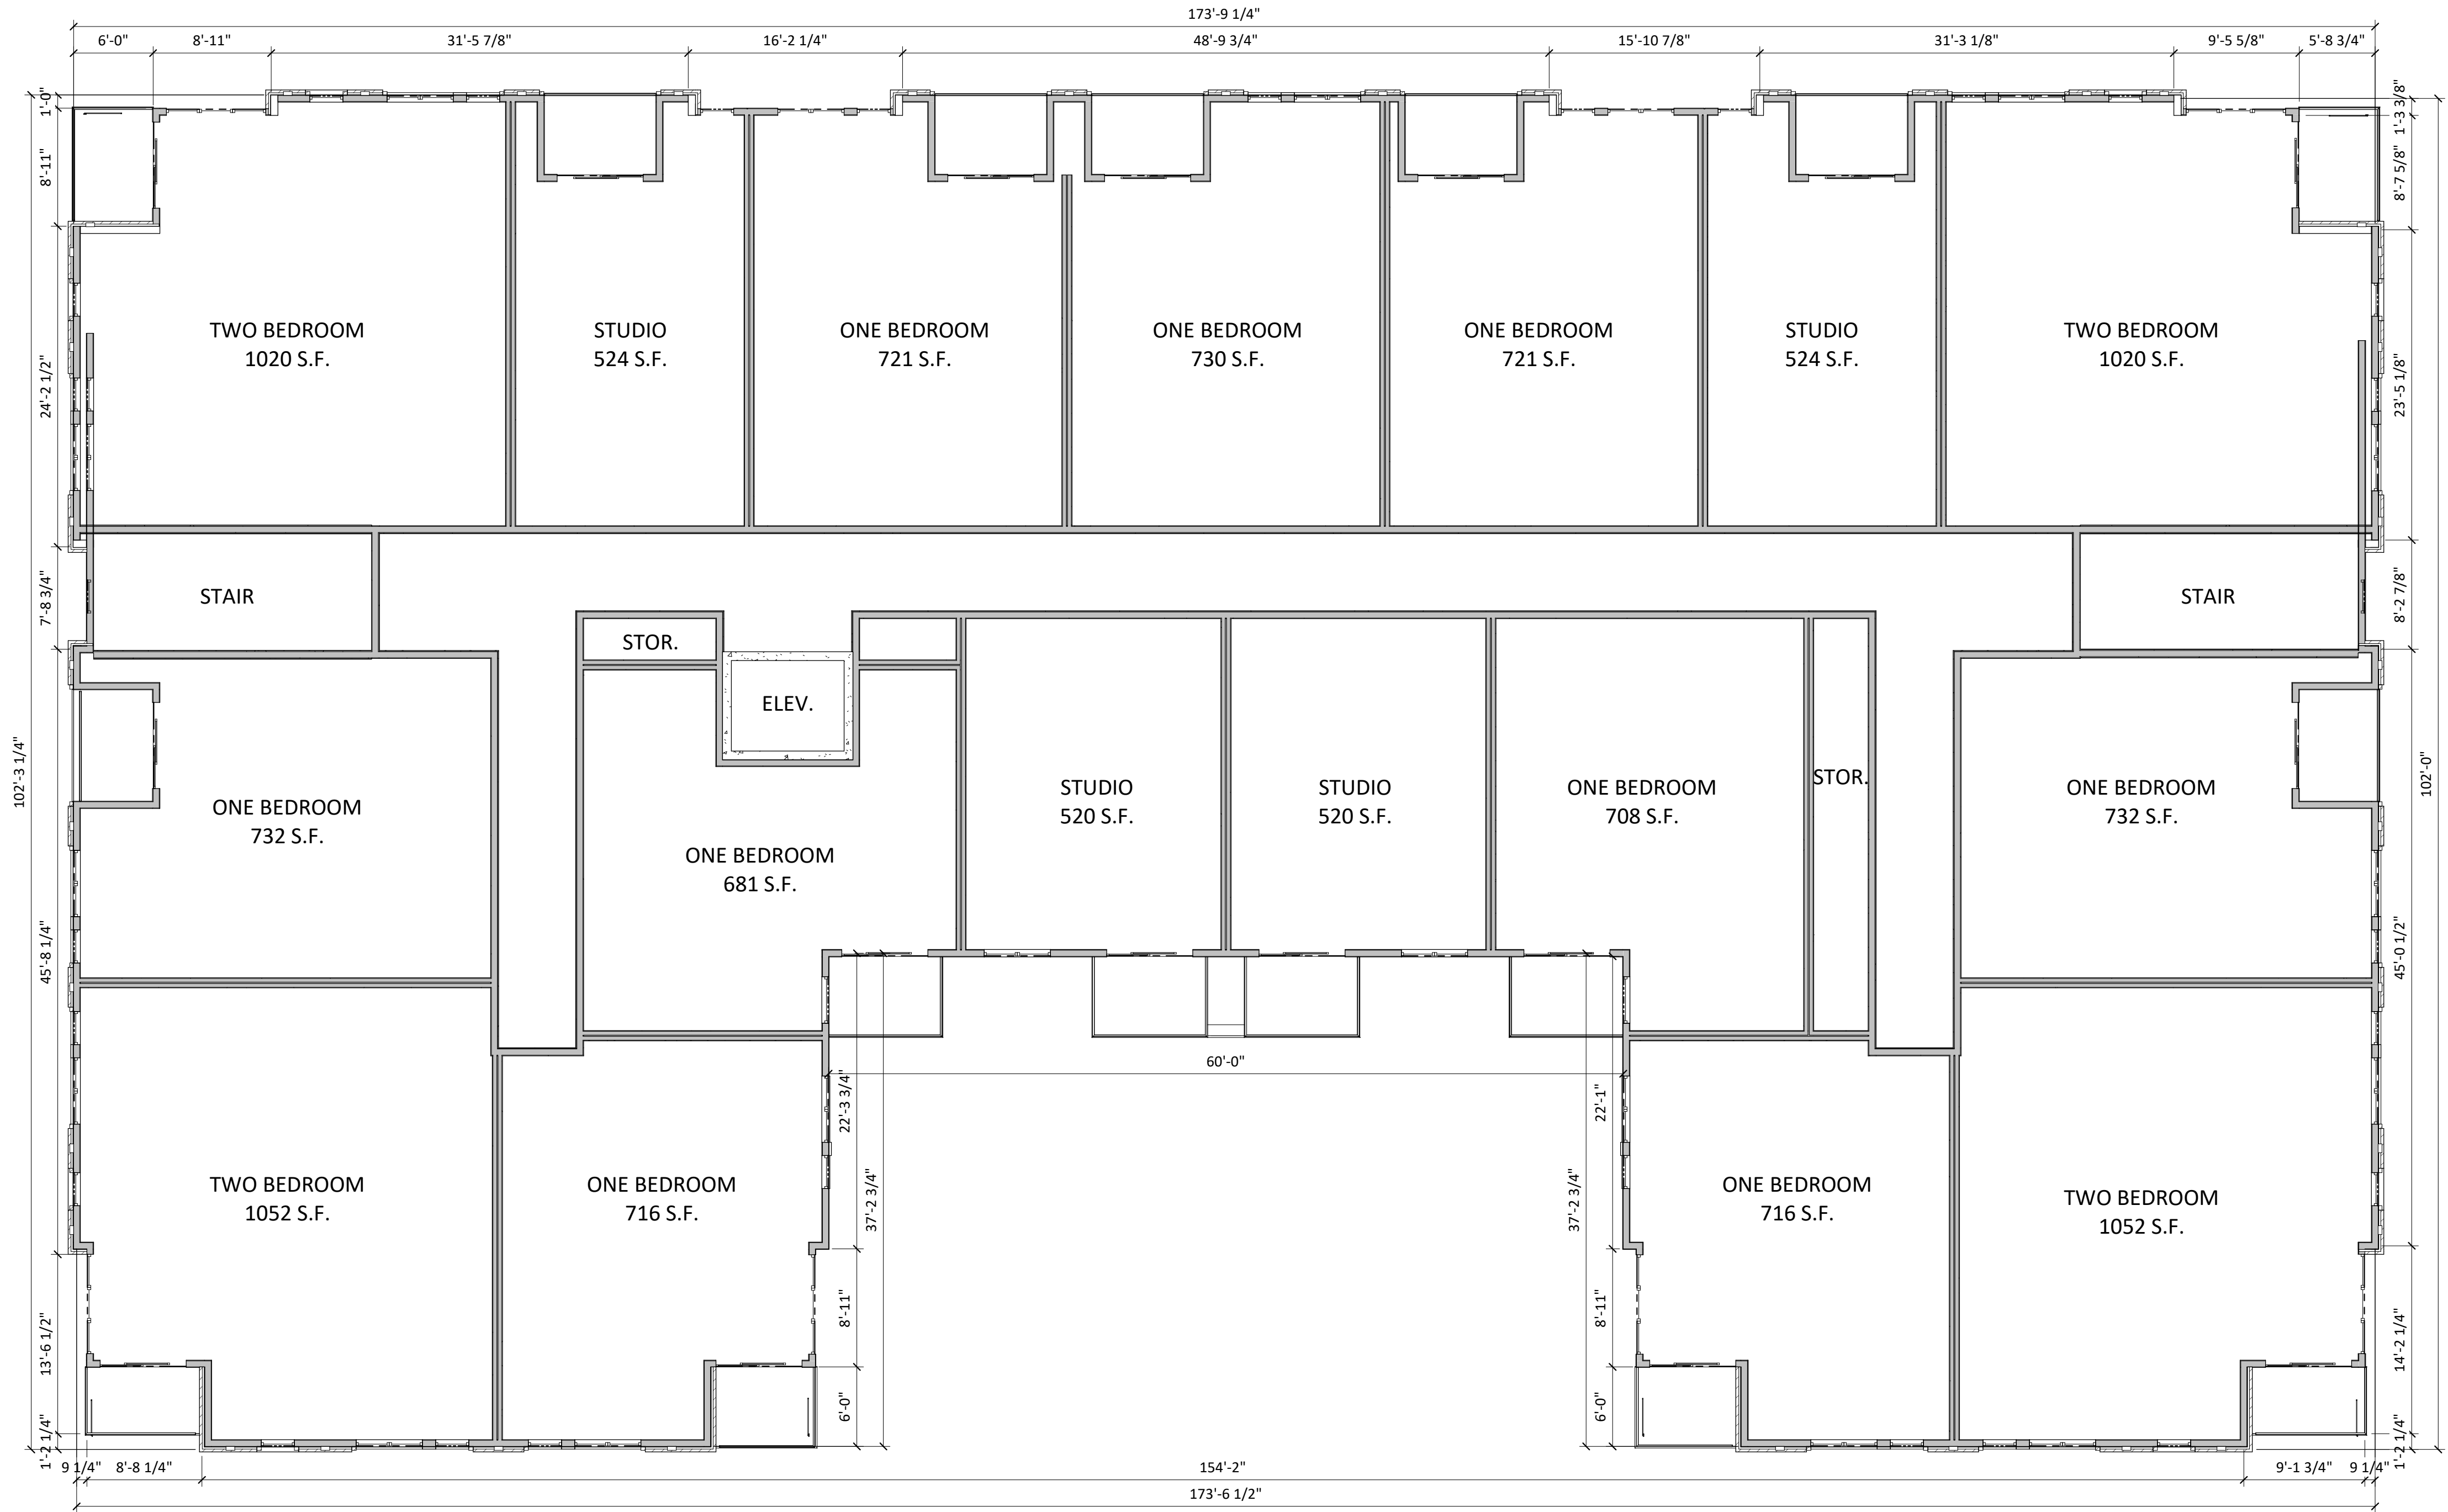 173'-9 1/4"
6'-0" 8'-11" 31'-5 7/8" 16'-2 1/4" 48'-9 3/4" 15'-10 7/8" 31'-3 1/8" 9'-5 5/8" 5'-8 3/4"
1'-0"
1'-3 3/8"
8'-11"
8'-7 5/8"
TWO BEDROOM
1020 S.F.
STUDIO
524 S.F.
ONE BEDROOM
721 S.F.
ONE BEDROOM
730 S.F.
ONE BEDROOM
721 S.F.
STUDIO
524 S.F.
TWO BEDROOM
1020 S.F.
24'-2 1/2"
23'-5 1/8"
7'-8 3/4"
STAIR
STAIR
8'-2 7/8"
STOR.
ELEV.
102'-3 1/4"
ONE BEDROOM
732 S.F.
ONE BEDROOM
681 S.F.
STUDIO
520 S.F.
STUDIO
520 S.F.
ONE BEDROOM
708 S.F.
STOR.
ONE BEDROOM
732 S.F.
102'-0"
45'-8 1/4"
45'-0 1/2"
60'-0"
22'-3 3/4"
22'-1"
37'-2 3/4"
37'-2 3/4"
TWO BEDROOM
1052 S.F.
ONE BEDROOM
716 S.F.
ONE BEDROOM
716 S.F.
TWO BEDROOM
1052 S.F.
13'-6 1/2"
8'-11"
8'-11"
14'-2 1/4"
6'-0"
6'-0"
1'-2 1/4"
1'-2 1/4"
9 1/4" 8'-8 1/4" 154'-2" 9'-1 3/4" 9 1/4"
173'-6 1/2"